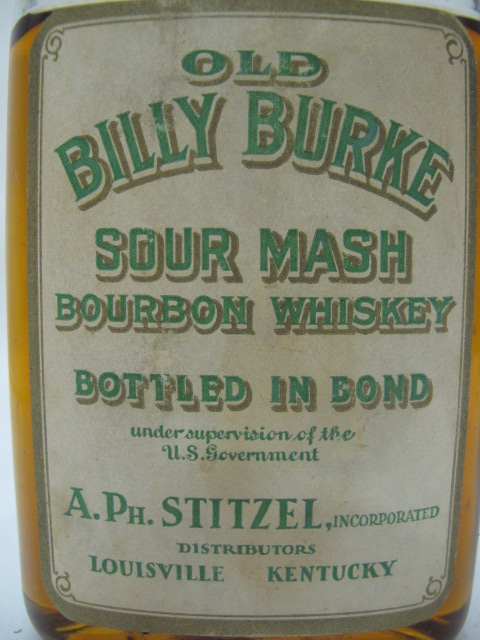 OLD
BILLY BURKE
SOUR MASH
BOURBON WHISKEY
BOTTLED IN BOND
under supervision of the
U.S. Government
A. PH. STITZEL, INCORPORATED
DISTRIBUTORS
LOUISVILLE KENTUCKY